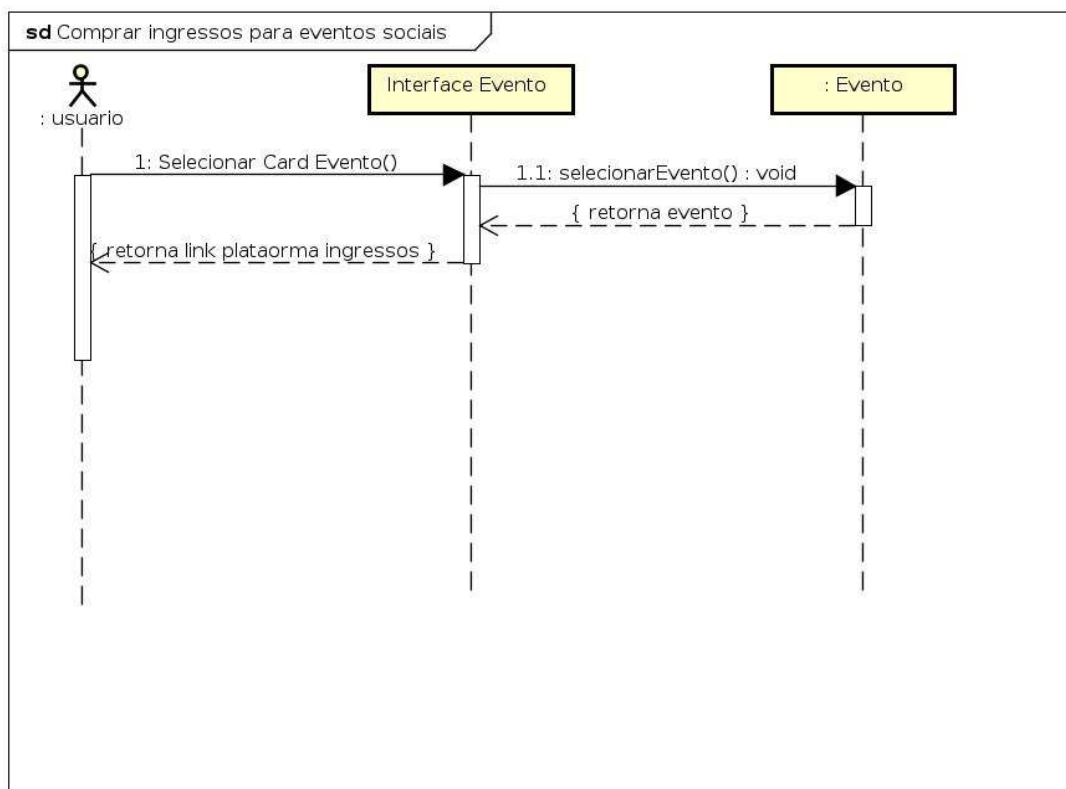 sd Comprar ingressos para eventos sociais
: usuario
Interface Evento
: Evento
1: Selecionar Card Evento()
1.1: selecionarEvento() : void
{ retorna evento }
{ retorna link plataorma ingressos }